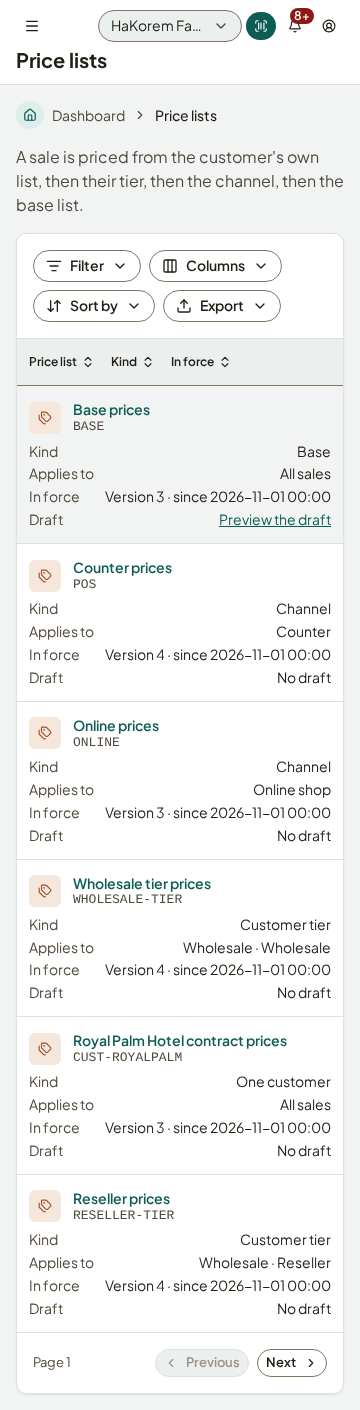 HaKorem Fa...
8+
Price lists
Dashboard > Price lists
A sale is priced from the customer's own
list, then their tier, then the channel, then the
base list.
Filter
Columns
Sort by
Export
Price list Kind In force
Base prices
BASE
Kind Base
Applies to All sales
In force Version 3 · since 2026-11-01 00:00
Draft Preview the draft
Counter prices
POS
Kind Channel
Applies to Counter
In force Version 4 · since 2026-11-01 00:00
Draft No draft
Online prices
ONLINE
Kind Channel
Applies to Online shop
In force Version 3 · since 2026-11-01 00:00
Draft No draft
Wholesale tier prices
WHOLESALE-TIER
Kind Customer tier
Applies to Wholesale · Wholesale
In force Version 4 · since 2026-11-01 00:00
Draft No draft
Royal Palm Hotel contract prices
CUST-ROYALPALM
Kind One customer
Applies to All sales
In force Version 3 · since 2026-11-01 00:00
Draft No draft
Reseller prices
RESELLER-TIER
Kind Customer tier
Applies to Wholesale · Reseller
In force Version 4 · since 2026-11-01 00:00
Draft No draft
Page 1
Previous
Next